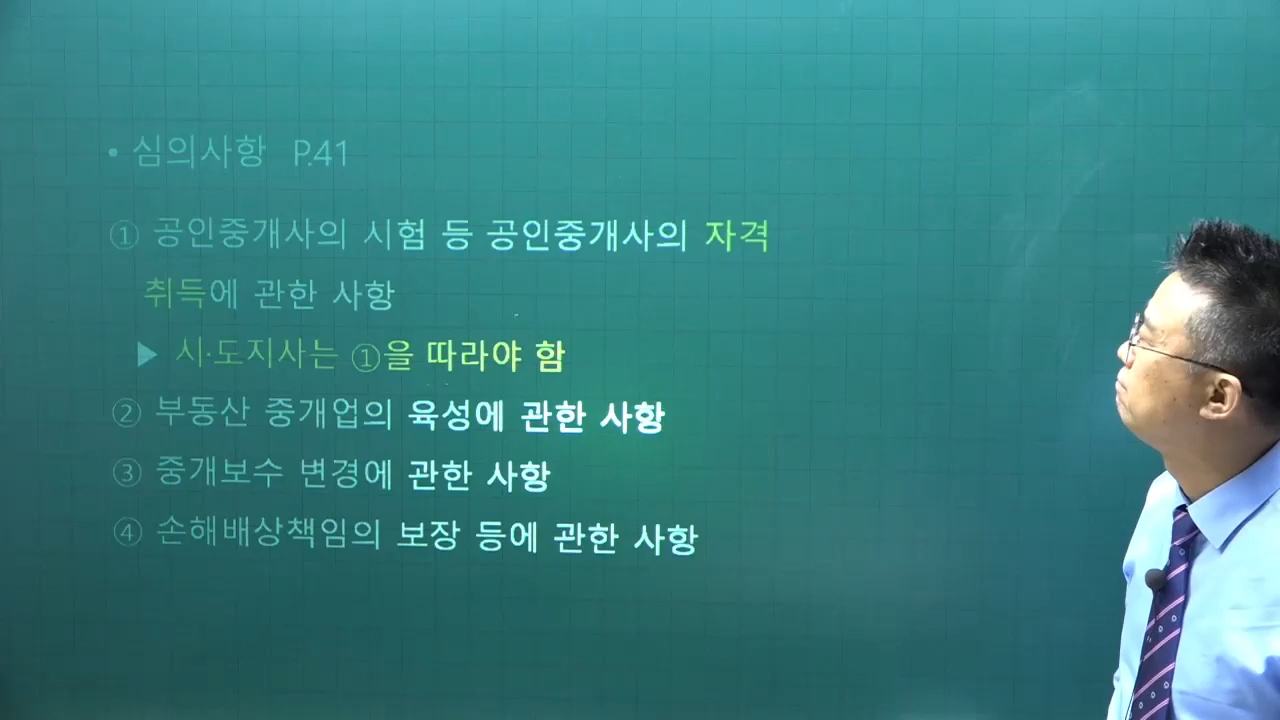 • 심의사항 P.41
① 공인중개사의 시험 등 공인중개사의 자격
취득에 관한 사항
▶ 시·도지사는 ①을 따라야 함
② 부동산 중개업의 육성에 관한 사항
③ 중개보수 변경에 관한 사항
④ 손해배상책임의 보장 등에 관한 사항